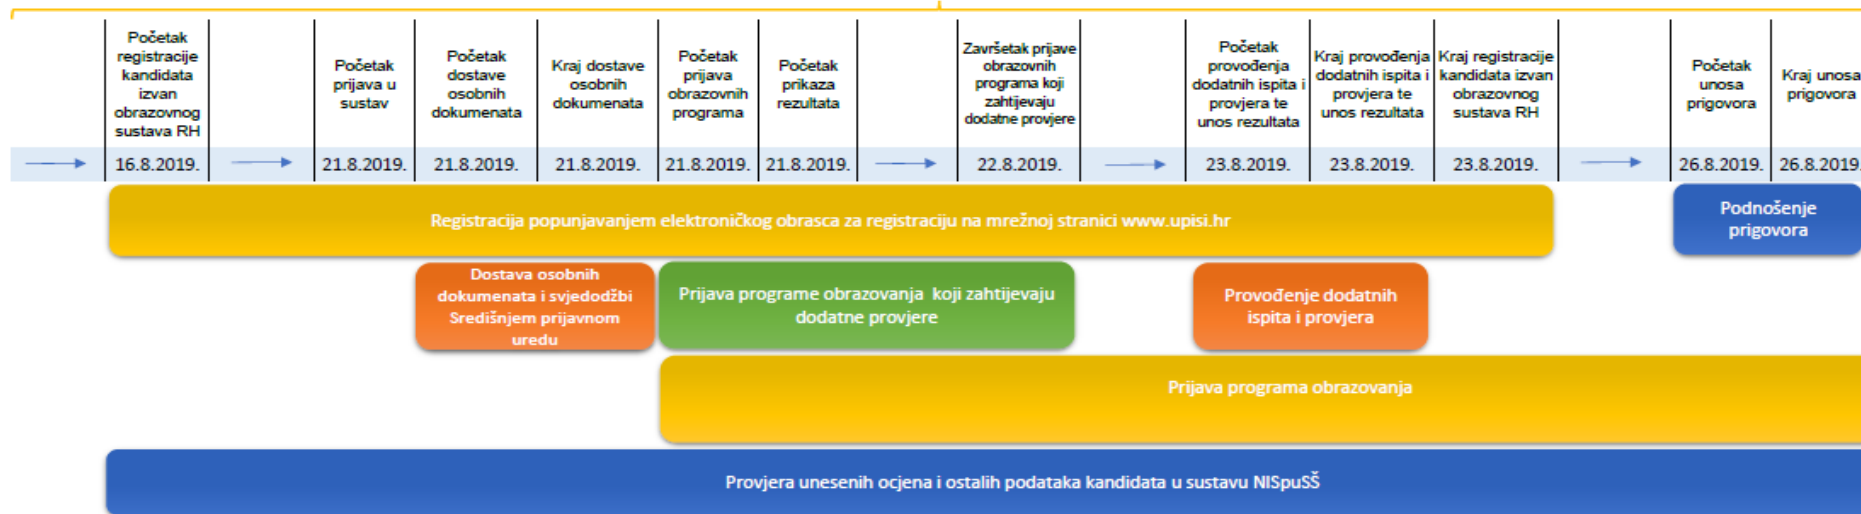 Početak
registracije
kandidata
izvan
obrazovnog
sustava RH
Početak
prijava u
sustav
Početak
dostave
osobnih
dokumenata
Kraj dostave
osobnih
dokumenata
Početak
prijava
obrazovnih
programa
Početak
prikaza
rezultata
Završetak prijave
obrazovnih
programa koji
zahtijevaju
dodatne provjere
Početak
provođenja
dodatnih ispita i
provjera te
unos rezultata
Kraj provođenja
dodatnih ispita i
provjera te
unos rezultata
Kraj registracije
kandidata izvan
obrazovnog
sustava RH
Početak
unosa
prigovora
Kraj unosa
prigovora
16.8.2019. 21.8.2019. 21.8.2019. 21.8.2019. 21.8.2019. 21.8.2019. 22.8.2019. 23.8.2019. 23.8.2019. 23.8.2019. 26.8.2019. 26.8.2019.
Registracija popunjavanjem elektroničkog obrasca za registraciju na mrežnoj stranici www.upisi.hr
Podnošenje
prigovora
Dostava osobnih
dokumenata i svjedodžbi
Središnjem prijavnom
uredu
Prijava programe obrazovanja koji zahtijevaju
dodatne provjere
Provođenje dodatnih
ispita i provjera
Prijava programa obrazovanja
Provjera unesenih ocjena i ostalih podataka kandidata u sustavu NISpuSŠ